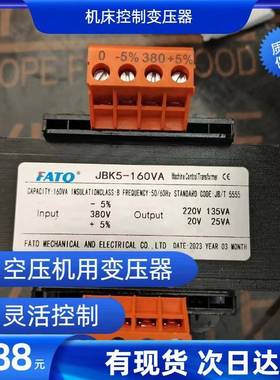 机床控制变压器
0 -5% 380 +5%
FATO JBK5-160VA Machine Control Transformer CE
CAPACITY:160VA INSULATIONCLASS:B FREQUENCY:50/60Hz STANDARD CODE:JB/T 5555
- 5%
Input 380V Output 220V 135VA
+ 5% 20V 25VA
FATO MECHANICAL AND ELECTRICAL CO., LTD DATE:2023 YEAR 03 MONTH
空压机用变压器
灵活控制
38元
有现货 当日达